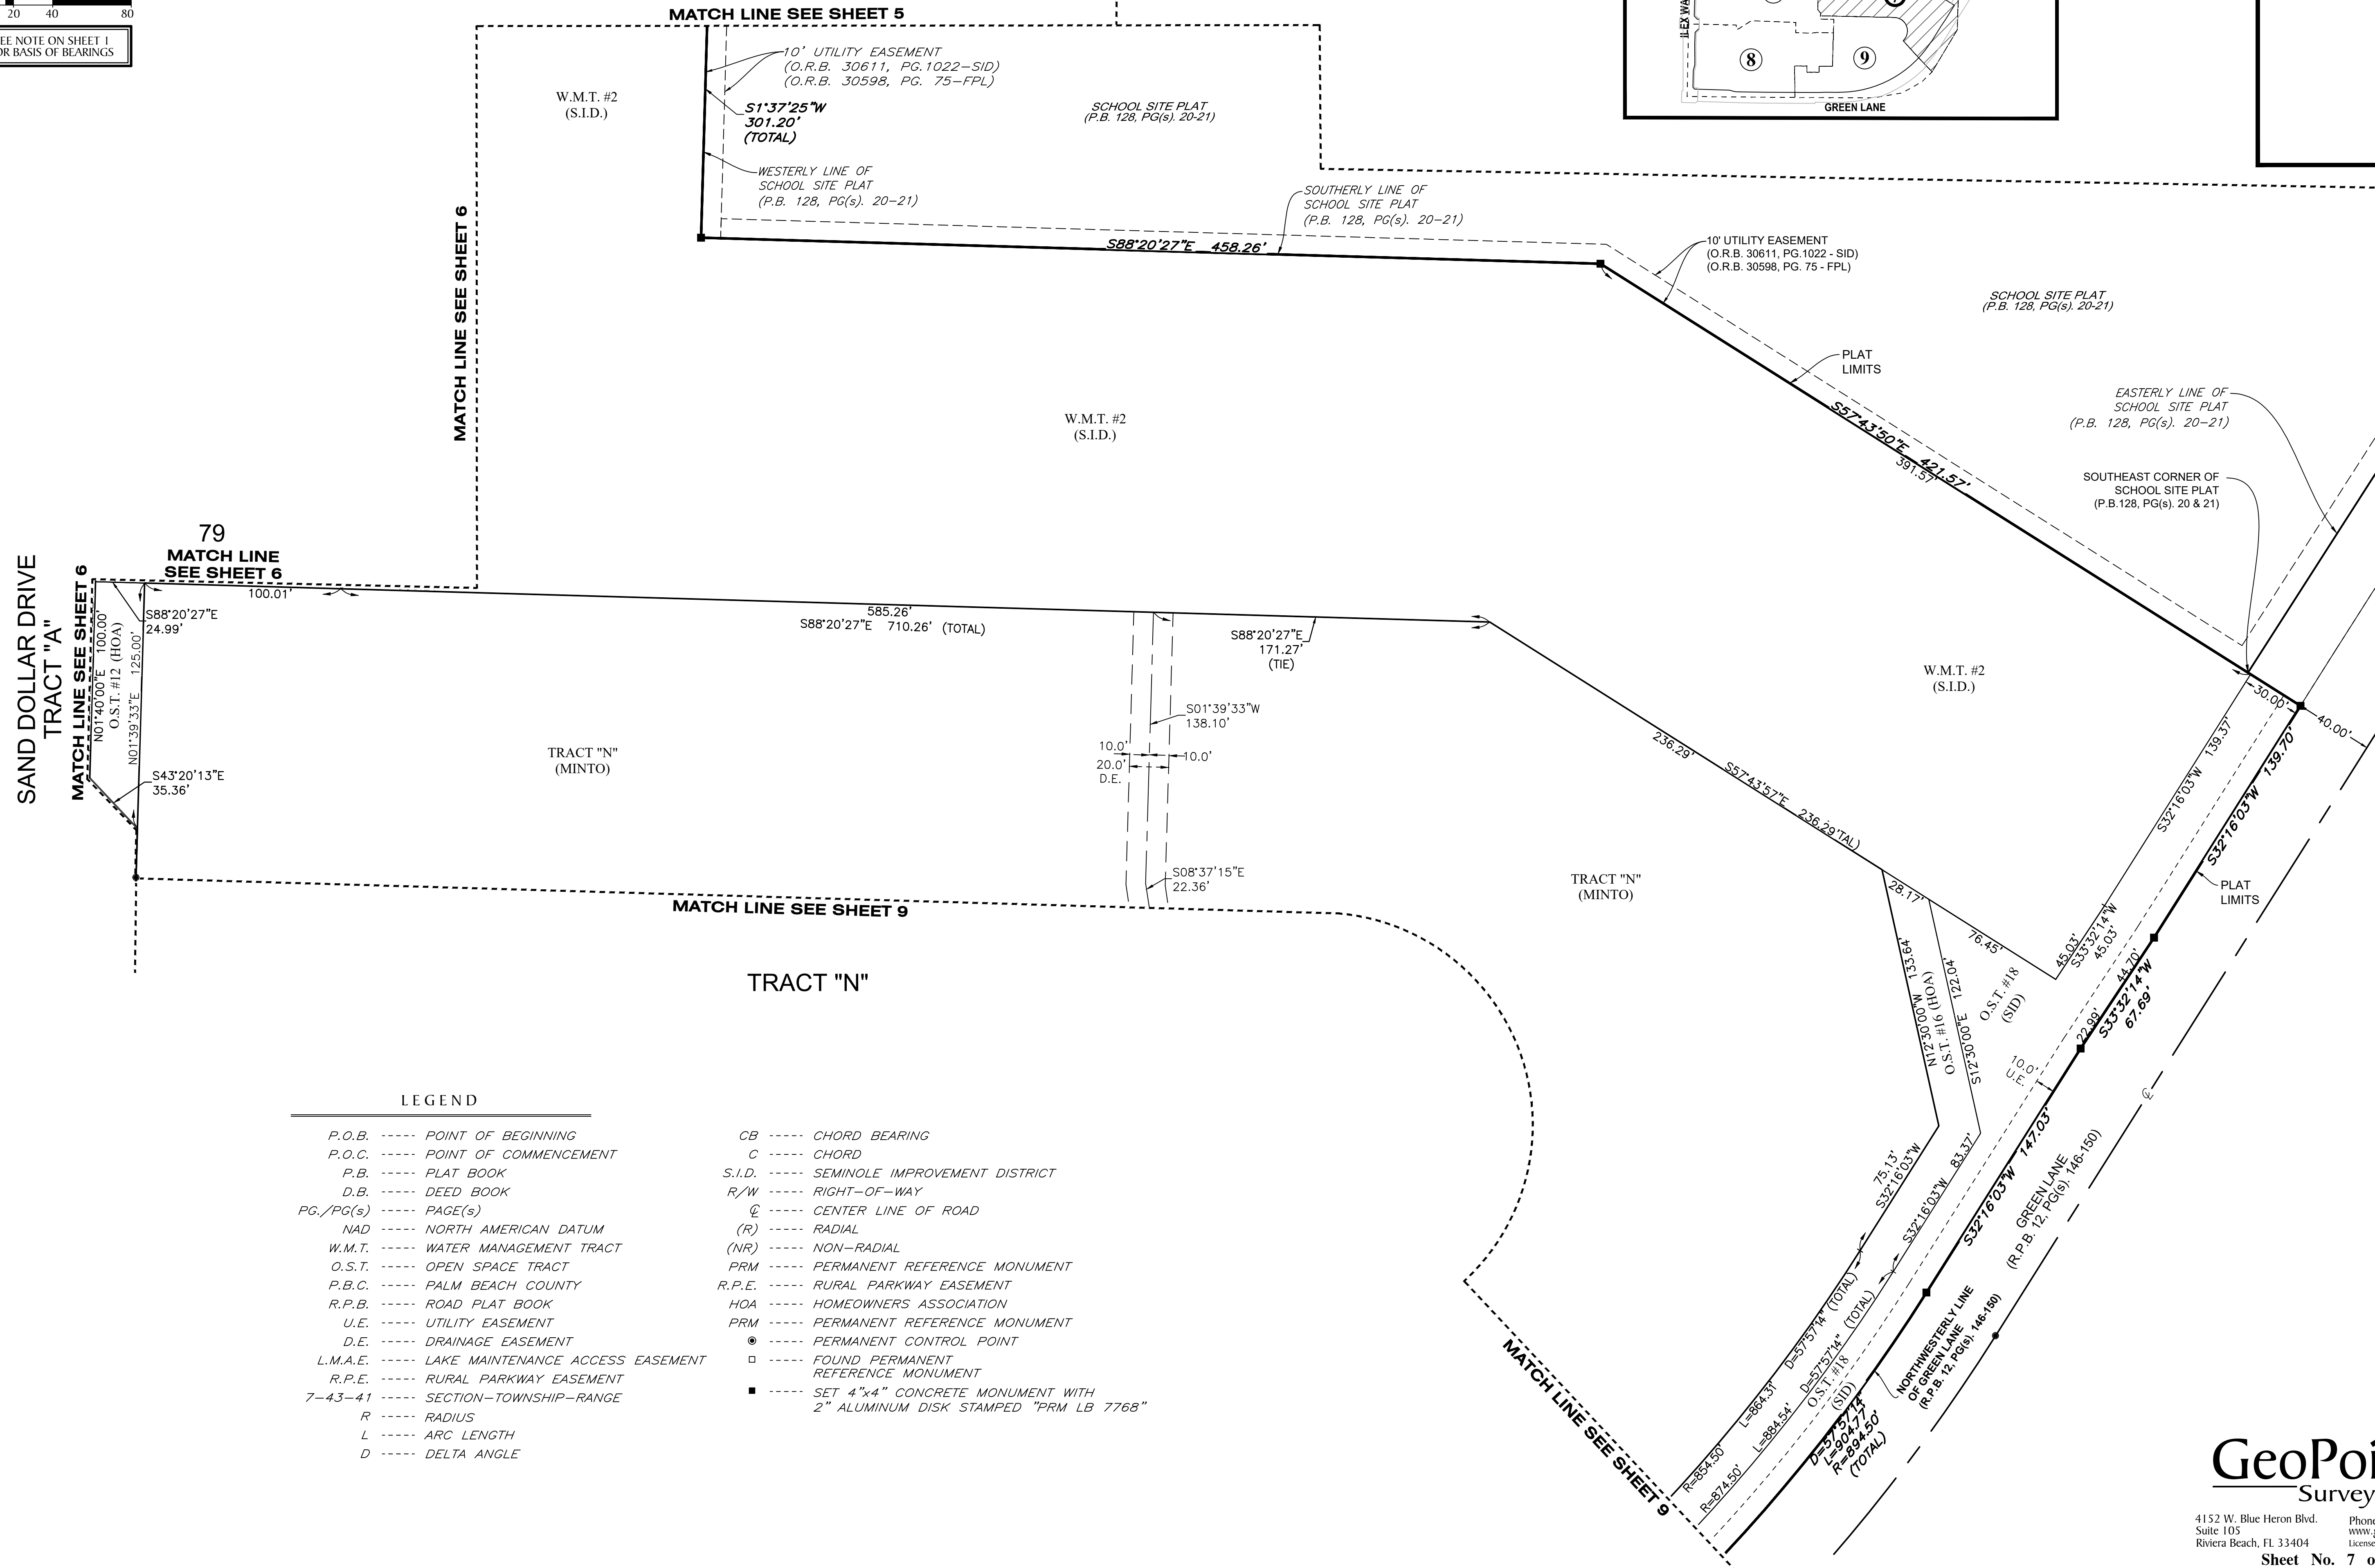 20 40 80
EE NOTE ON SHEET 1
OR BASIS OF BEARINGS
MATCH LINE SEE SHEET 5
10' UTILITY EASEMENT
(O.R.B. 30611, PG.1022-SID)
(O.R.B. 30598, PG. 75-FPL)
W.M.T. #2
(S.I.D.)
S1°37'25"W
301.20'
(TOTAL)
SCHOOL SITE PLAT
(P.B. 128, PG(s). 20-21)
WESTERLY LINE OF
SCHOOL SITE PLAT
(P.B. 128, PG(s). 20-21)
SOUTHERLY LINE OF
SCHOOL SITE PLAT
(P.B. 128, PG(s). 20-21)
8
9
GREEN LANE
MATCH LINE SEE SHEET 6
S88°20'27"E 458.26'
10' UTILITY EASEMENT
(O.R.B. 30611, PG.1022 - SID)
(O.R.B. 30598, PG. 75 - FPL)
SCHOOL SITE PLAT
(P.B. 128, PG(s). 20-21)
PLAT
LIMITS
W.M.T. #2
(S.I.D.)
S57°43'50"E 421.57'
391.57'
EASTERLY LINE OF
SCHOOL SITE PLAT
(P.B. 128, PG(s). 20-21)
SOUTHEAST CORNER OF
SCHOOL SITE PLAT
(P.B.128, PG(s). 20 & 21)
79
MATCH LINE
SEE SHEET 6
SAND DOLLAR DRIVE
TRACT "A"
MATCH LINE SEE SHEET 6
N01°40'00"E 100.00'
O.S.T. #12 (HOA)
N01°39'33"E 125.00'
S88°20'27"E
24.99'
100.01'
585.26'
S88°20'27"E 710.26' (TOTAL)
S88°20'27"E
171.27'
(TIE)
S43°20'13"E
35.36'
TRACT "N"
(MINTO)
S01°39'33"W
138.10'
10.0'
10.0'
20.0'
D.E.
S08°37'15"E
22.36'
MATCH LINE SEE SHEET 9
TRACT "N"
236.29'
S57°43'57"E 236.29'TAL)
W.M.T. #2
(S.I.D.)
30.00'
40.00'
S32°16'03"W 139.37'
S32°16'03"W 139.70'
PLAT
LIMITS
TRACT "N"
(MINTO)
28.17'
76.45'
45.03'
S33°32'14"W
45.03'
44.70'
S33°32'14"W
67.69'
22.99'
N12°30'00"W 133.64'
O.S.T. #16 (HOA)
S12°30'00"E 122.04'
O.S.T. #18
(SID)
10.0'
U.E.
75.13'
S32°16'03"W
S32°16'03"W 83.37'
S32°16'03"W 147.03'
℄
GREEN LANE
(R.P.B. 12, PG(s). 146-150)
NORTHWESTERLY LINE
OF GREEN LANE
(R.P.B. 12, PG(s). 146-150)
R=854.50' L=864.31' D=57°57'14" (TOTAL)
R=874.50' L=884.54' D=57°57'14" (TOTAL)
O.S.T. #18
(SID)
D=57°57'14"
L=904.77'
R=894.50'
(TOTAL)
MATCH LINE SEE SHEET 9
LEGEND
P.O.B. ----- POINT OF BEGINNING
P.O.C. ----- POINT OF COMMENCEMENT
P.B. ----- PLAT BOOK
D.B. ----- DEED BOOK
PG./PG(s) ----- PAGE(s)
NAD ----- NORTH AMERICAN DATUM
W.M.T. ----- WATER MANAGEMENT TRACT
O.S.T. ----- OPEN SPACE TRACT
P.B.C. ----- PALM BEACH COUNTY
R.P.B. ----- ROAD PLAT BOOK
U.E. ----- UTILITY EASEMENT
D.E. ----- DRAINAGE EASEMENT
L.M.A.E. ----- LAKE MAINTENANCE ACCESS EASEMENT
R.P.E. ----- RURAL PARKWAY EASEMENT
7-43-41 ----- SECTION-TOWNSHIP-RANGE
R ----- RADIUS
L ----- ARC LENGTH
D ----- DELTA ANGLE
CB ----- CHORD BEARING
C ----- CHORD
S.I.D. ----- SEMINOLE IMPROVEMENT DISTRICT
R/W ----- RIGHT-OF-WAY
℄ ----- CENTER LINE OF ROAD
(R) ----- RADIAL
(NR) ----- NON-RADIAL
PRM ----- PERMANENT REFERENCE MONUMENT
R.P.E. ----- RURAL PARKWAY EASEMENT
HOA ----- HOMEOWNERS ASSOCIATION
PRM ----- PERMANENT REFERENCE MONUMENT
----- PERMANENT CONTROL POINT
----- FOUND PERMANENT
REFERENCE MONUMENT
----- SET 4"x4" CONCRETE MONUMENT WITH
2" ALUMINUM DISK STAMPED "PRM LB 7768"
GeoPoi
Survey
4152 W. Blue Heron Blvd.
Suite 105
Riviera Beach, FL 33404
Phone
www.g
Licens
Sheet No. 7 o